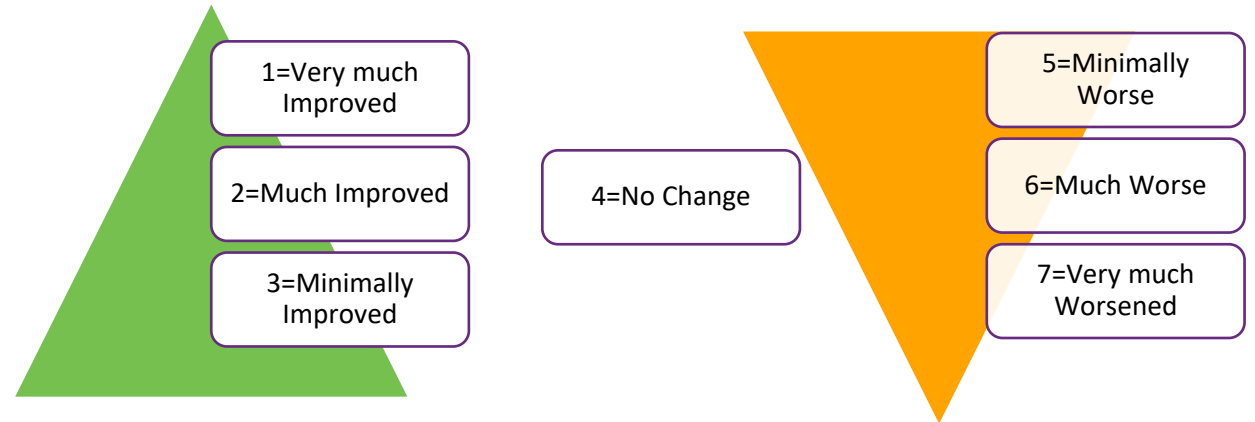 1=Very much
Improved
2=Much Improved
3=Minimally
Improved
4=No Change
5=Minimally
Worse
6=Much Worse
7=Very much
Worsened